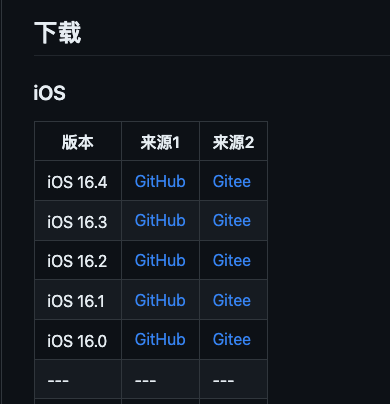 下载
iOS
版本 来源1 来源2
iOS 16.4 GitHub Gitee
iOS 16.3 GitHub Gitee
iOS 16.2 GitHub Gitee
iOS 16.1 GitHub Gitee
iOS 16.0 GitHub Gitee
--- --- ---